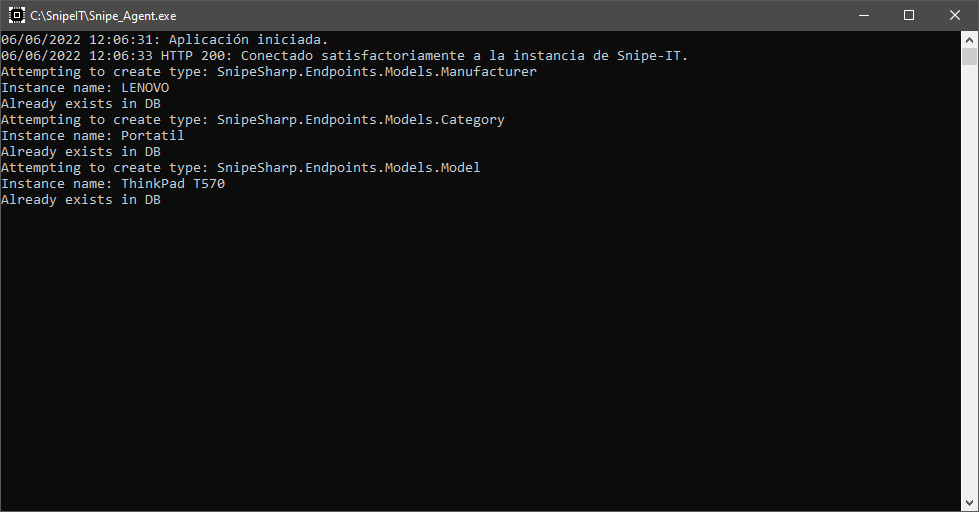 C:\SnipeIT\Snipe_Agent.exe
06/06/2022 12:06:31: Aplicación iniciada.
06/06/2022 12:06:33 HTTP 200: Conectado satisfactoriamente a la instancia de Snipe-IT.
Attempting to create type: SnipeSharp.Endpoints.Models.Manufacturer
Instance name: LENOVO
Already exists in DB
Attempting to create type: SnipeSharp.Endpoints.Models.Category
Instance name: Portatil
Already exists in DB
Attempting to create type: SnipeSharp.Endpoints.Models.Model
Instance name: ThinkPad T570
Already exists in DB